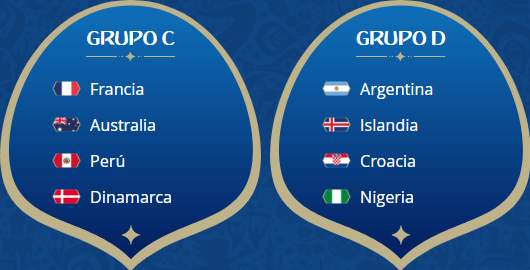 GRUPO C
Francia
Australia
Perú
Dinamarca
GRUPO D
Argentina
Islandia
Croacia
Nigeria